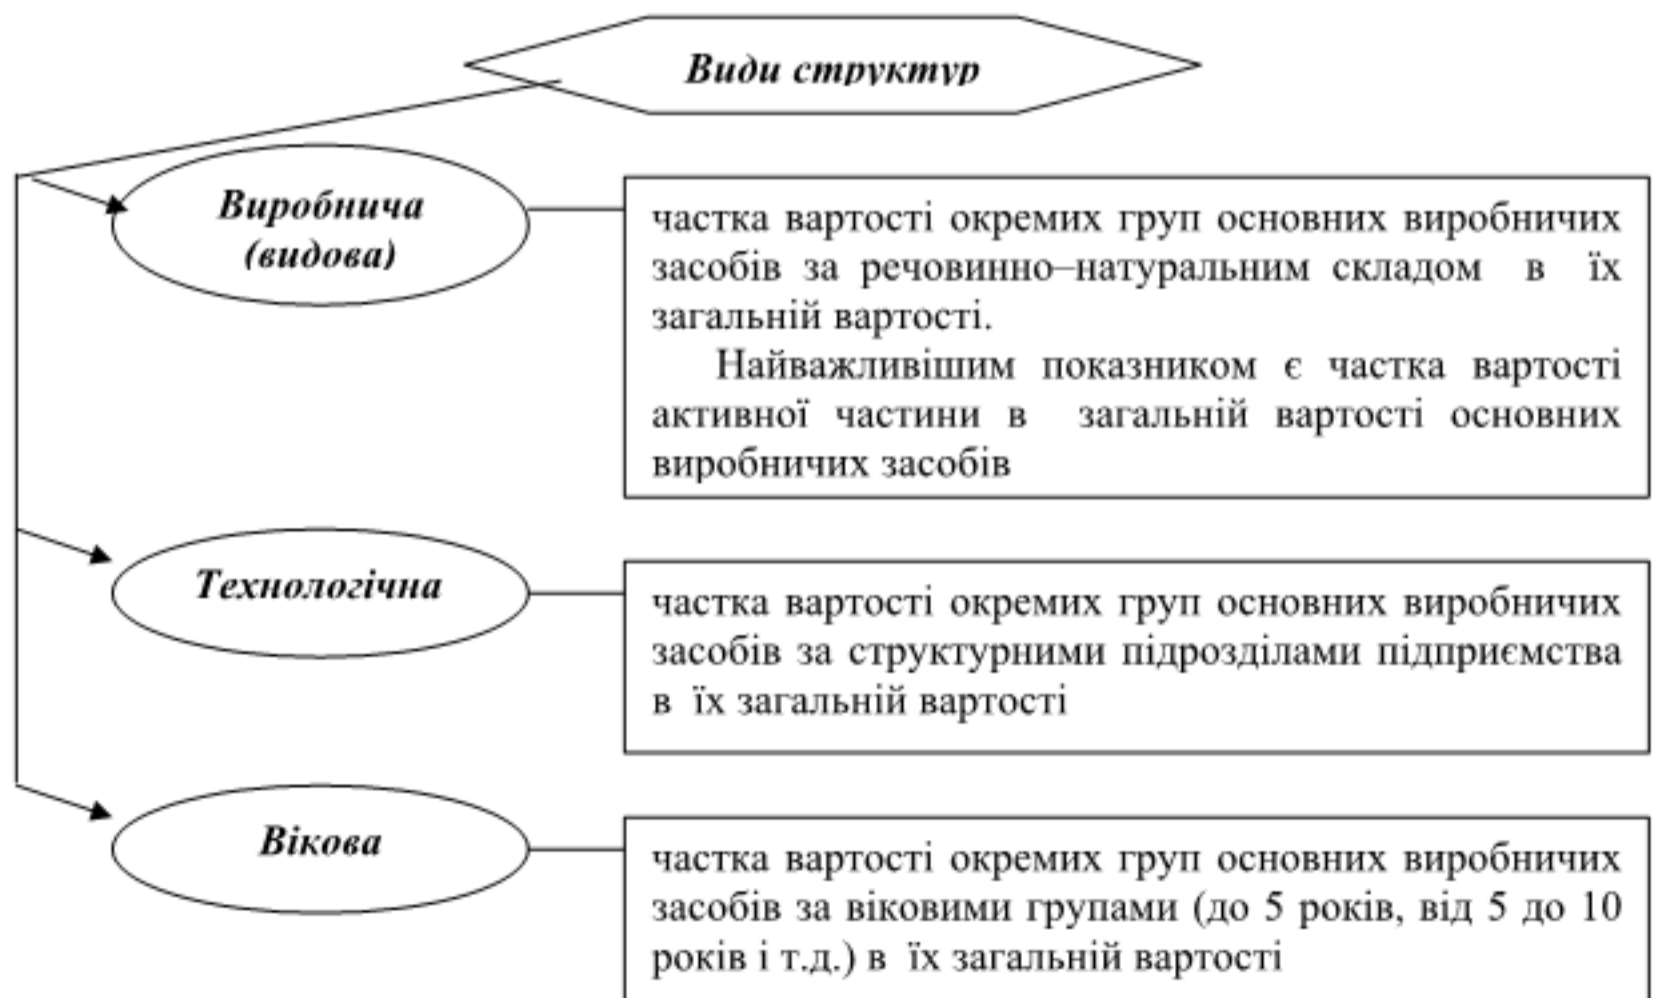 Види структур
Виробнича
(видова)
частка вартості окремих груп основних виробничих
засобів за речовинно–натуральним складом в їх
загальній вартості.
Найважливішим показником є частка вартості
активної частини в загальній вартості основних
виробничих засобів
Технологічна
частка вартості окремих груп основних виробничих
засобів за структурними підрозділами підприємства
в їх загальній вартості
Вікова
частка вартості окремих груп основних виробничих
засобів за віковими групами (до 5 років, від 5 до 10
років і т.д.) в їх загальній вартості